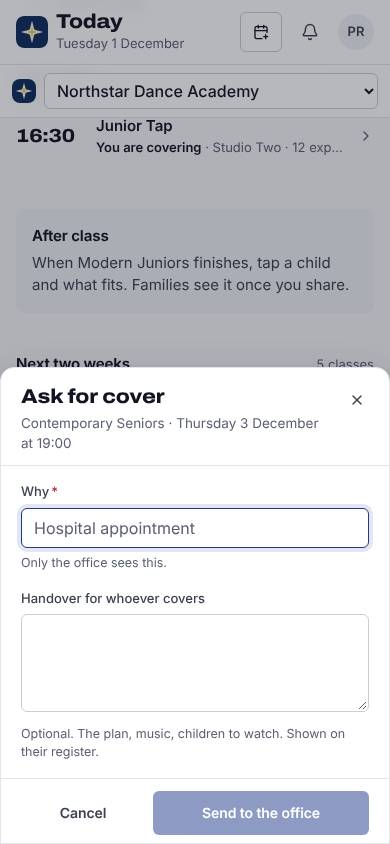 Today
Tuesday 1 December
PR
Northstar Dance Academy
16:30
Junior Tap
You are covering · Studio Two · 12 exp...
After class
When Modern Juniors finishes, tap a child
and what fits. Families see it once you share.
Next two weeks
5 classes
Ask for cover
Contemporary Seniors · Thursday 3 December
at 19:00
Why*
Hospital appointment
Only the office sees this.
Handover for whoever covers
Optional. The plan, music, children to watch. Shown on
their register.
Cancel
Send to the office